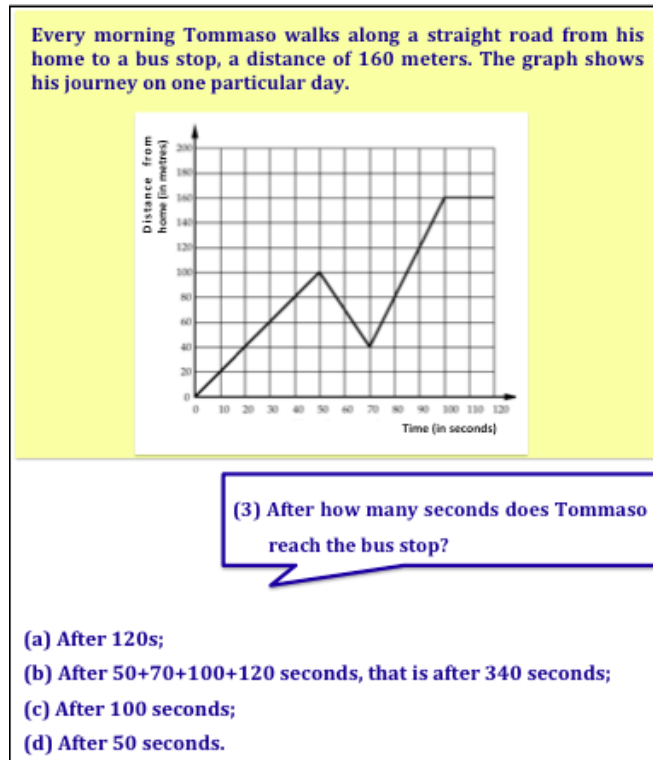 Every morning Tommaso walks along a straight road from his
home to a bus stop, a distance of 160 meters. The graph shows
his journey on one particular day.
Distance from
home (in metres)
200
180
160
140
120
100
80
60
40
20
0
0 10 20 30 40 50 60 70 80 90 100 110 120
Time (in seconds)
(3) After how many seconds does Tommaso
reach the bus stop?
(a) After 120s;
(b) After 50+70+100+120 seconds, that is after 340 seconds;
(c) After 100 seconds;
(d) After 50 seconds.